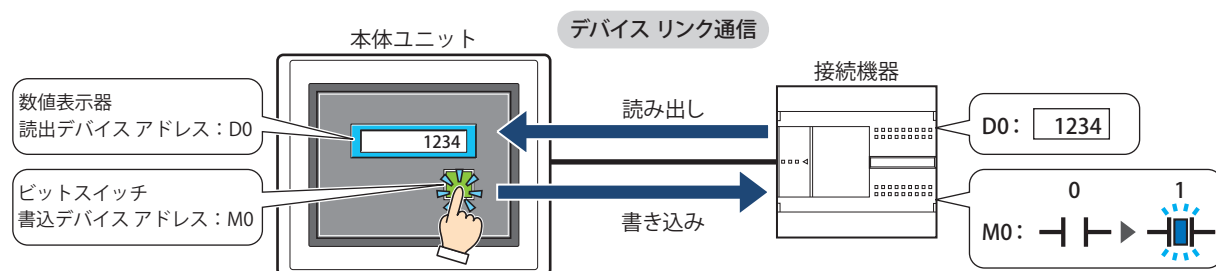 デバイス リンク通信
本体ユニット
接続機器
数値表示器
読出デバイス アドレス：D0
1234
読み出し
D0： 1234
ビットスイッチ
書込デバイス アドレス：M0
書き込み
0 1
M0：